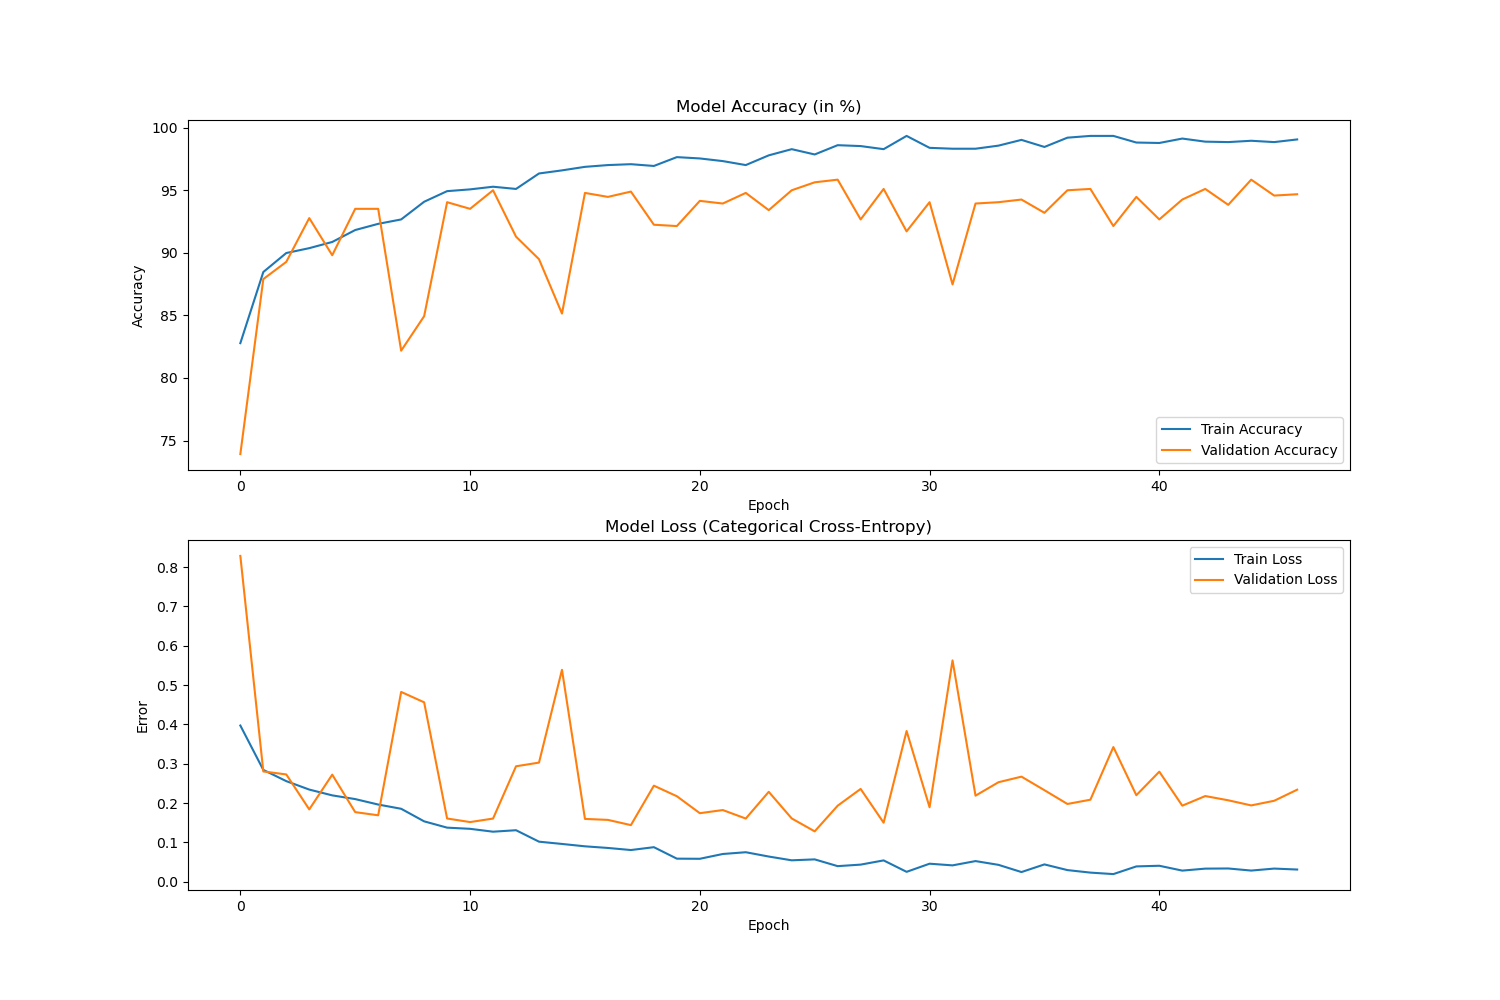 Model Accuracy (in %)
100
95
90
85
80
75
Accuracy
Train Accuracy
Validation Accuracy
0 10 20 30 40
Epoch
Model Loss (Categorical Cross-Entropy)
0.8
0.7
0.6
0.5
0.4
0.3
0.2
0.1
0.0
Error
Train Loss
Validation Loss
0 10 20 30 40
Epoch